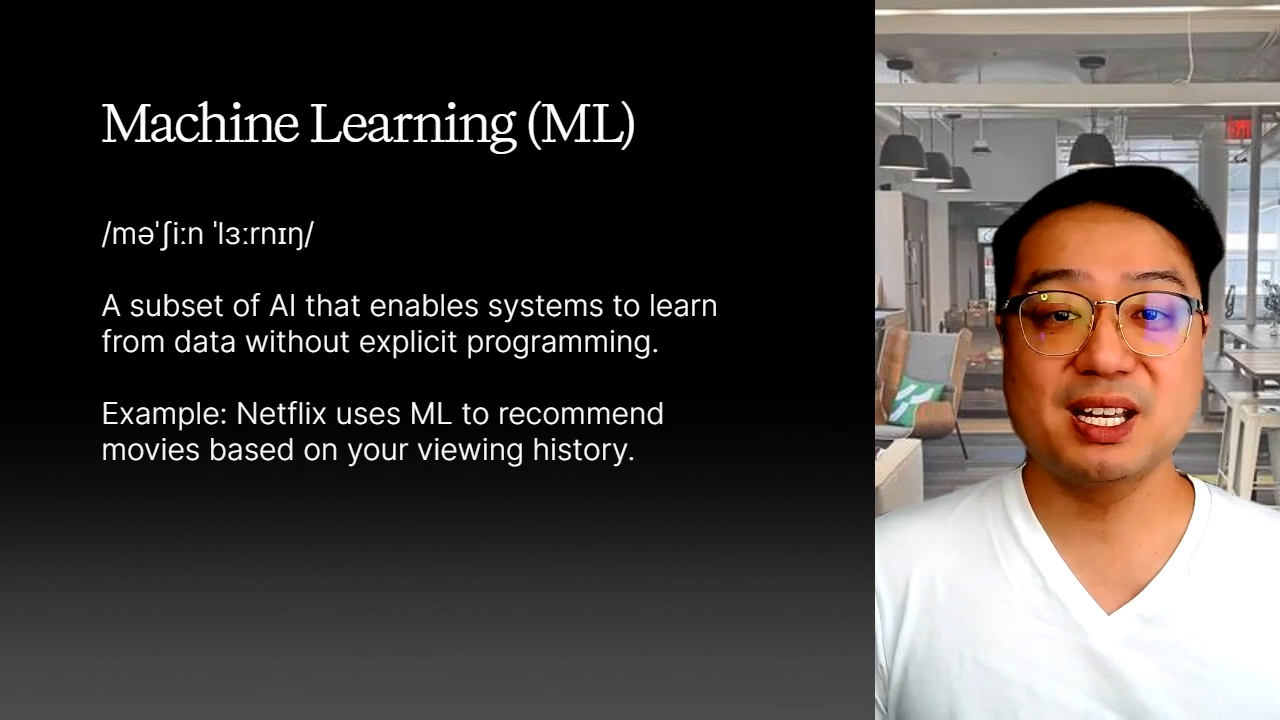 Machine Learning (ML)
/məˈʃiːn ˈlɜːrnɪŋ/
A subset of AI that enables systems to learn
from data without explicit programming.
Example: Netflix uses ML to recommend
movies based on your viewing history.
EXIT